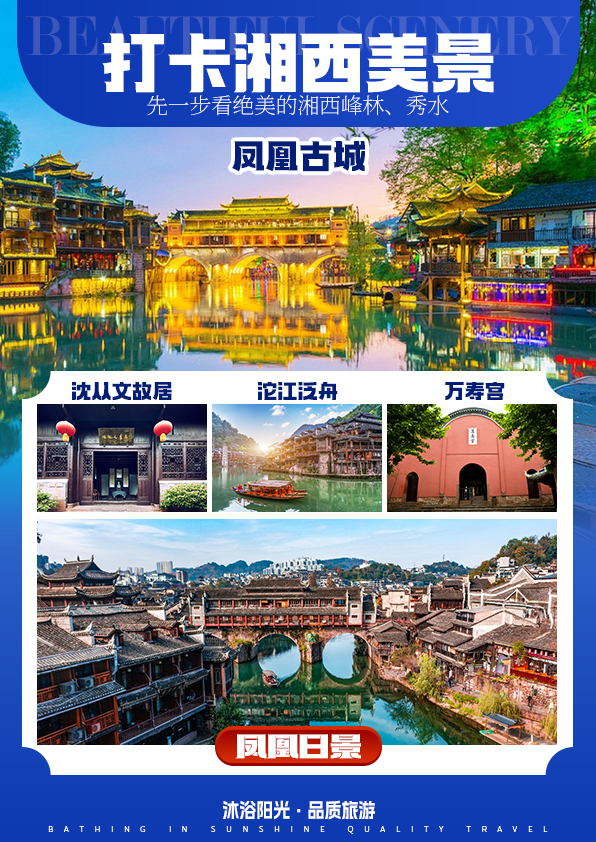 BEAUTIFUL SCENERY
打卡湘西美景
先一步看绝美的湘西峰林、秀水
凤凰古城
沈从文故居
沱江泛舟
万寿宫
凤凰日景
沐浴阳光·品质旅游
BATHING IN SUNSHINE QUALITY TRAVEL